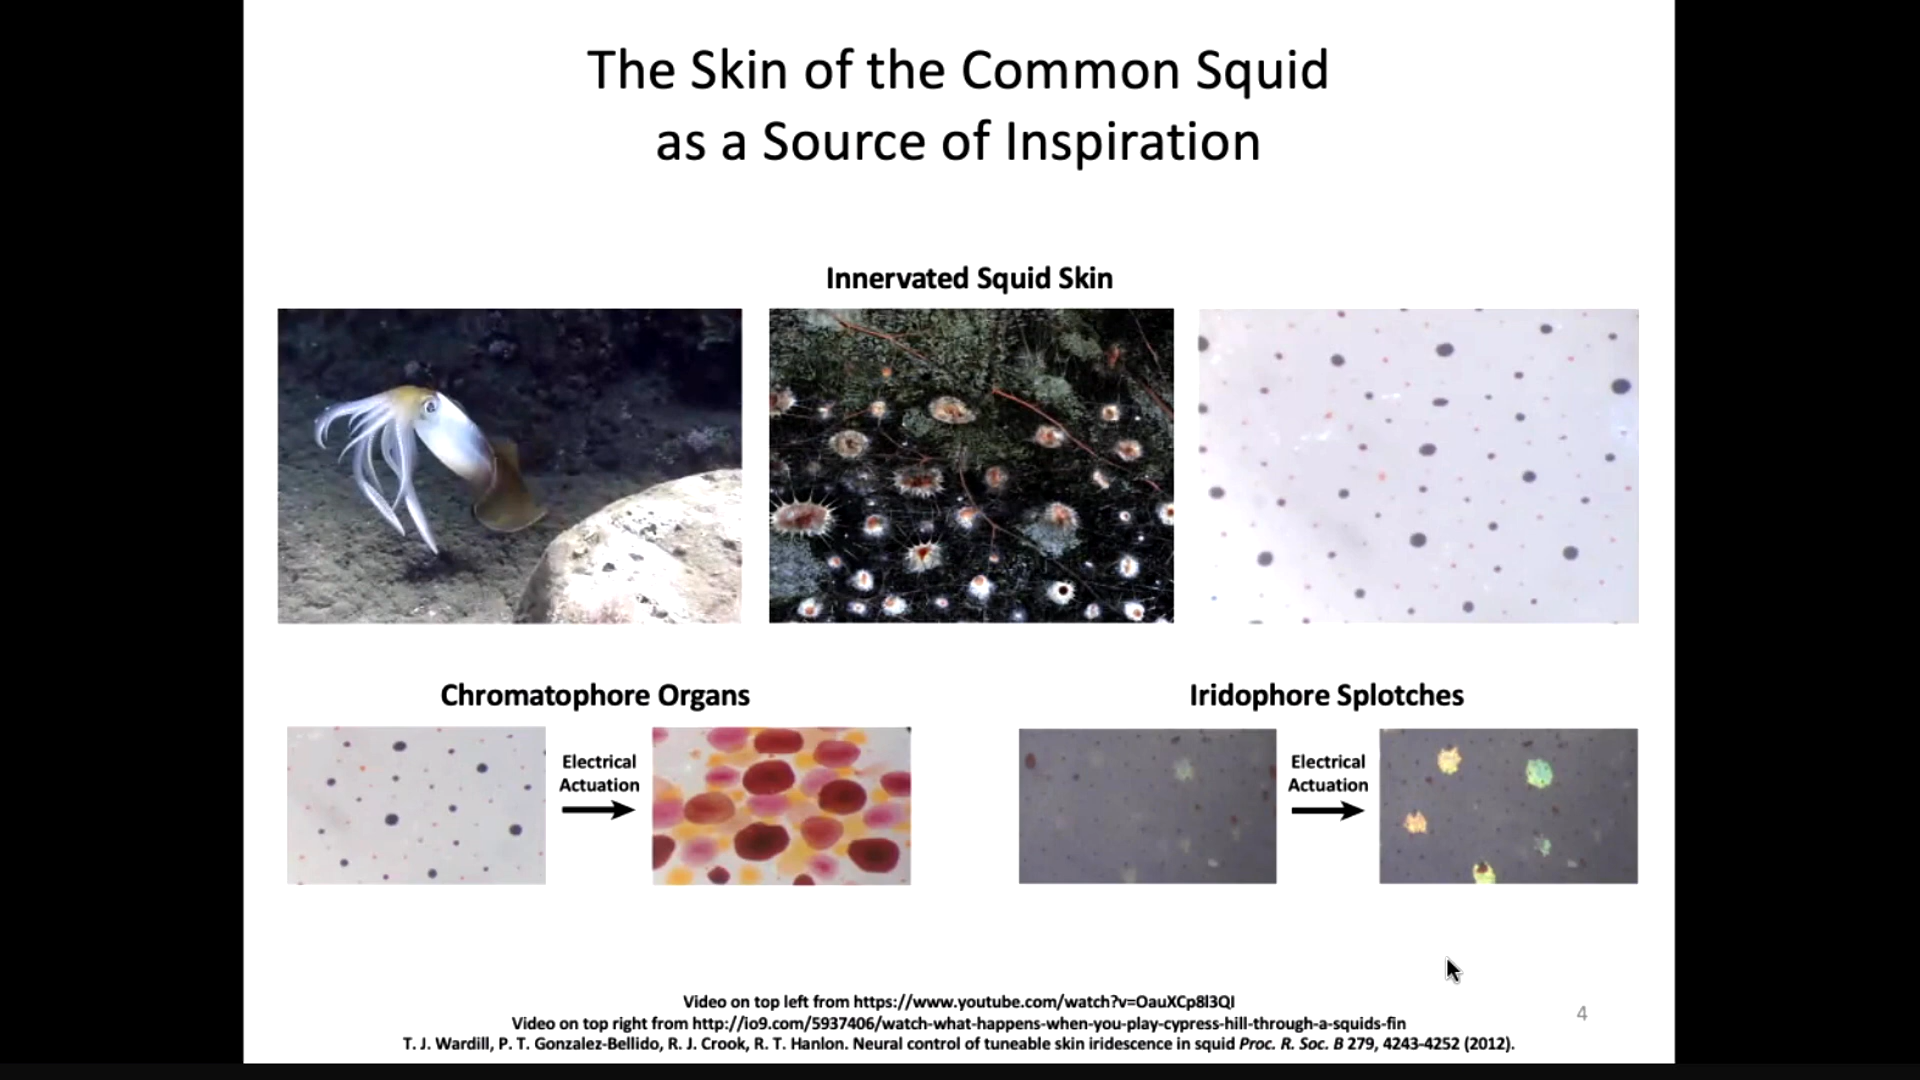 The Skin of the Common Squid
as a Source of Inspiration
Innervated Squid Skin
Chromatophore Organs
Iridophore Splotches
Electrical
Actuation
Electrical
Actuation
Video on top left from https://www.youtube.com/watch?v=OauXCp8l3QI
Video on top right from http://io9.com/5937406/watch-what-happens-when-you-play-cypress-hill-through-a-squids-fin
T. J. Wardill, P. T. Gonzalez-Bellido, R. J. Crook, R. T. Hanlon. Neural control of tuneable skin iridescence in squid Proc. R. Soc. B 279, 4243-4252 (2012).
4